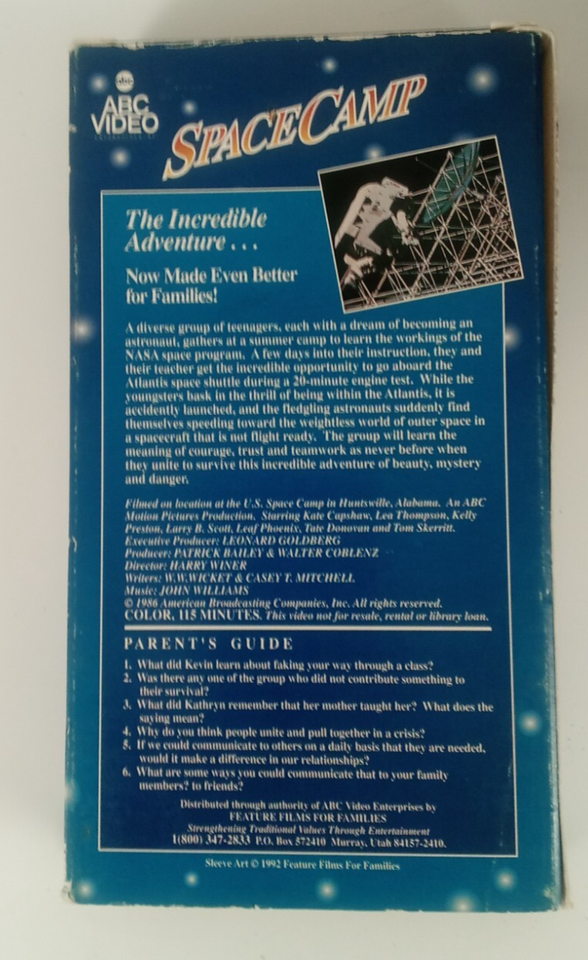 abc
ABC
VIDEO
SPACECAMP
The Incredible
Adventure . . .
Now Made Even Better
for Families!
A diverse group of teenagers, each with a dream of becoming an
astronaut, gathers at a summer camp to learn the workings of the
NASA space program. A few days into their instruction, they and
their teacher get the incredible opportunity to go aboard the
Atlantis space shuttle during a 20-minute engine test. While the
youngsters bask in the thrill of being within the Atlantis, it is
accidently launched, and the fledgling astronauts suddenly find
themselves speeding toward the weightless world of outer space in
a spacecraft that is not flight ready. The group will learn the
meaning of courage, trust and teamwork as never before when
they unite to survive this incredible adventure of beauty, mystery
and danger.
Filmed on location at the U.S. Space Camp in Huntsville, Alabama. An ABC
Motion Pictures Production. Starring Kate Capshaw, Lea Thompson, Kelly
Preston, Larry B. Scott, Leaf Phoenix, Tate Donovan and Tom Skerritt.
Executive Producer: LEONARD GOLDBERG
Producer: PATRICK BAILEY & WALTER COBLENZ
Director: HARRY WINER
Writers: W.W.WICKET & CASEY T. MITCHELL
Music: JOHN WILLIAMS
© 1986 American Broadcasting Companies, Inc. All rights reserved.
COLOR, 115 MINUTES. This video not for resale, rental or library loan.
PARENT'S GUIDE
1. What did Kevin learn about faking your way through a class?
2. Was there any one of the group who did not contribute something to
their survival?
3. What did Kathryn remember that her mother taught her? What does the
saying mean?
4. Why do you think people unite and pull together in a crisis?
5. If we could communicate to others on a daily basis that they are needed,
would it make a difference in our relationships?
6. What are some ways you could communicate that to your family
members? to friends?
Distributed through authority of ABC Video Enterprises by
FEATURE FILMS FOR FAMILIES
Strengthening Traditional Values Through Entertainment
1(800) 347-2833 P.O. Box 572410 Murray, Utah 84157-2410.
Sleeve Art © 1992 Feature Films For Families